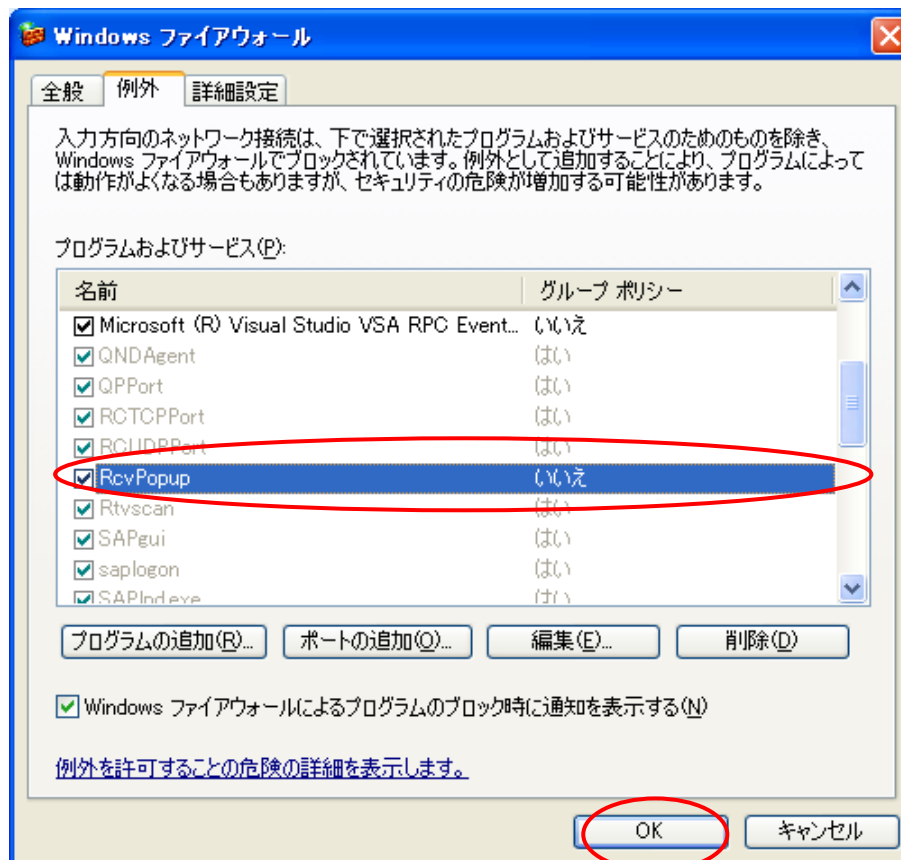 Windows ファイアウォール
全般 例外 詳細設定
入力方向のネットワーク接続は、下で選択されたプログラムおよびサービスのためのものを除き、
Windows ファイアウォールでブロックされています。例外として追加することにより、プログラムによって
は動作がよくなる場合もありますが、セキュリティの危険が増加する可能性があります。
プログラムおよびサービス(P):
名前 グループ ポリシー
Microsoft (R) Visual Studio VSA RPC Event... いいえ
QNDAgent はい
QPPort はい
RCTCPPort はい
RCUDPPort はい
RcvPopup いいえ
Rtvscan はい
SAPgui はい
saplogon はい
SAPlpd.exe はい
プログラムの追加(R)... ポートの追加(O)... 編集(E)... 削除(D)
Windows ファイアウォールによるプログラムのブロック時に通知を表示する(N)
例外を許可することの危険の詳細を表示します。
OK キャンセル